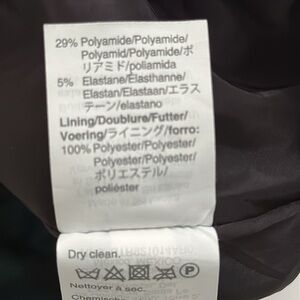 29% Polyamide/Polyamide/
Polyamid/Polyamide/ポ
リアミド/poliamida
5% Elastane/Élasthanne/
Elastan/Elastaan/エラス
テーン/elastano
Lining/Doublure/Futter/
Voering/ライニング/forro:
100% Polyester/Polyester/
Polyester/Polyester/
ポリエステル/
poliéster
Dry clean.
Nettoyer à sec.